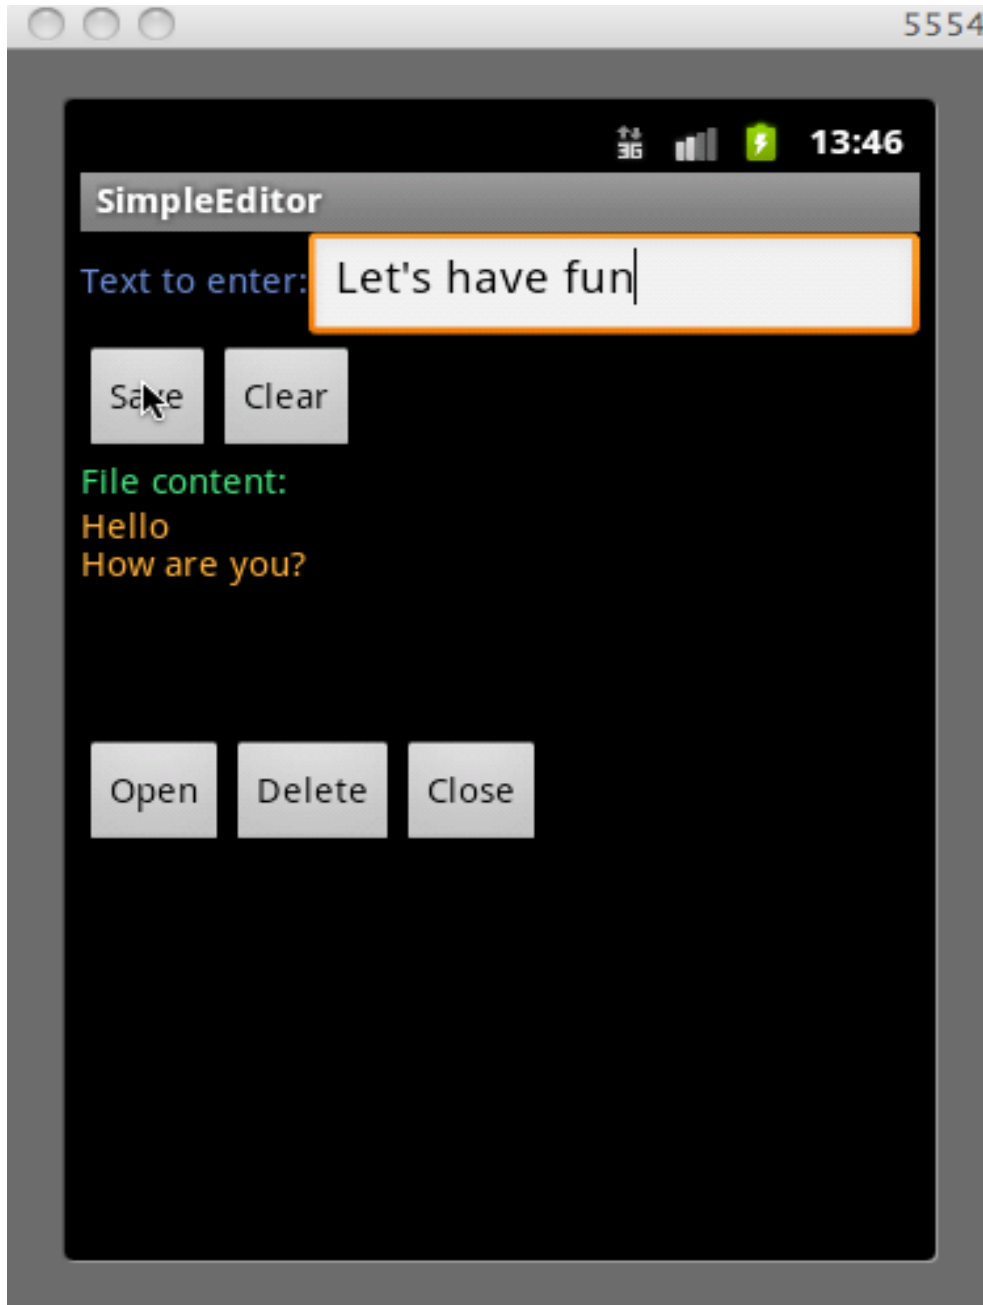 5554
3G 13:46
SimpleEditor
Text to enter: Let's have fun
Save Clear
File content:
Hello
How are you?
Open Delete Close